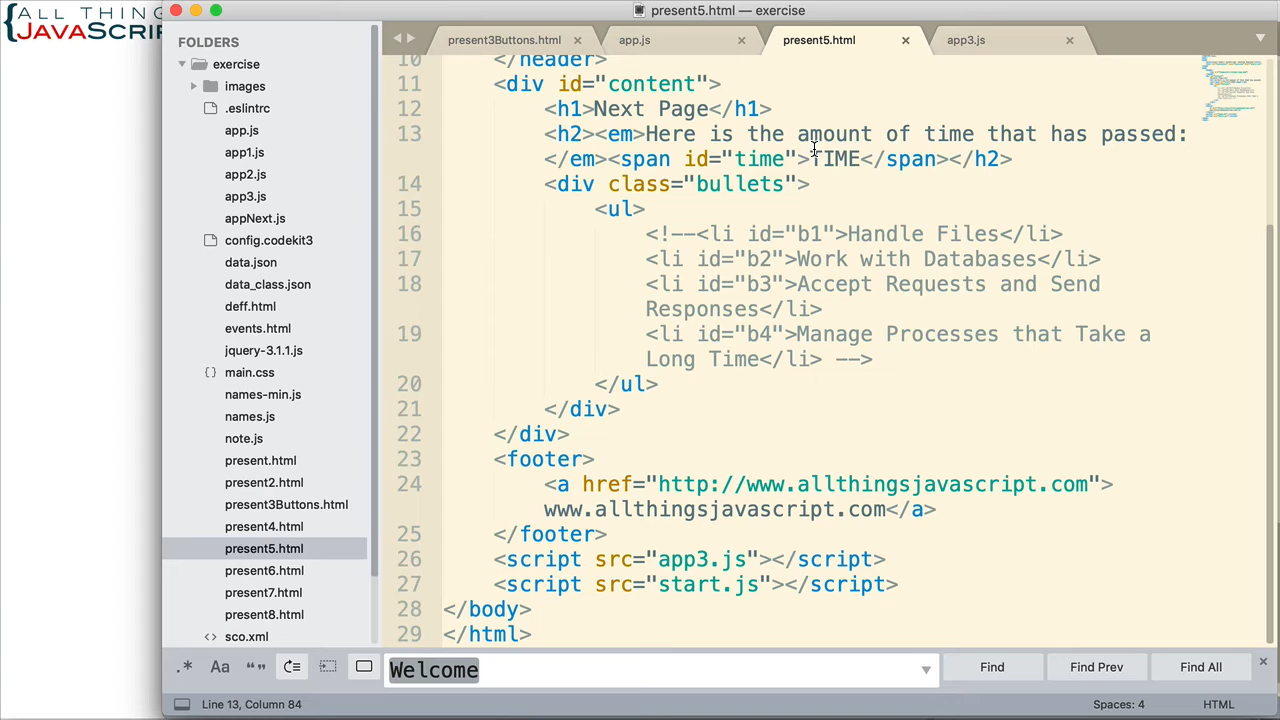 {ALL THING
JAVASCRIP
present5.html — exercise
FOLDERS
exercise
images
.eslintrc
app.js
app1.js
app2.js
app3.js
appNext.js
config.codekit3
data.json
data_class.json
deff.html
events.html
jquery-3.1.1.js
{} main.css
names-min.js
names.js
note.js
present.html
present2.html
present3Buttons.html
present4.html
present5.html
present6.html
present7.html
present8.html
<> sco.xml
present3Buttons.html × app.js × present5.html × app3.js ×
10 </header>
11 <div id="content">
12 <h1>Next Page</h1>
13 <h2><em>Here is the amount of time that has passed:
</em><span id="time">TIME</span></h2>
14 <div class="bullets">
15 <ul>
16 <!--<li id="b1">Handle Files</li>
17 <li id="b2">Work with Databases</li>
18 <li id="b3">Accept Requests and Send
Responses</li>
19 <li id="b4">Manage Processes that Take a
Long Time</li> -->
20 </ul>
21 </div>
22 </div>
23 <footer>
24 <a href="http://www.allthingsjavascript.com">
www.allthingsjavascript.com</a>
25 </footer>
26 <script src="app3.js"></script>
27 <script src="start.js"></script>
28 </body>
29 </html>
.* Aa “” Welcome Find Find Prev Find All ×
Line 13, Column 84 Spaces: 4 HTML